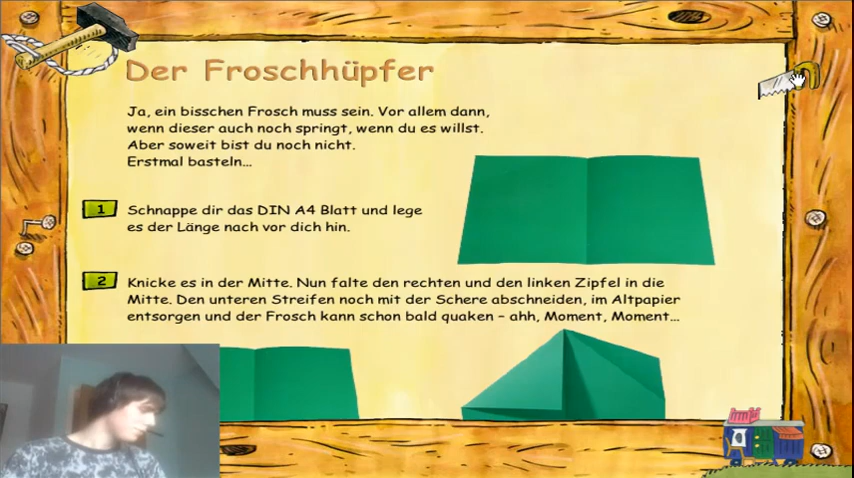 Der Froschhüpfer
Ja, ein bisschen Frosch muss sein. Vor allem dann,
wenn dieser auch noch springt, wenn du es willst.
Aber soweit bist du noch nicht.
Erstmal basteln...
1 Schnappe dir das DIN A4 Blatt und lege
es der Länge nach vor dich hin.
2 Knicke es in der Mitte. Nun falte den rechten und den linken Zipfel in die
Mitte. Den unteren Streifen noch mit der Schere abschneiden, im Altpapier
entsorgen und der Frosch kann schon bald quaken – ahh, Moment, Moment...